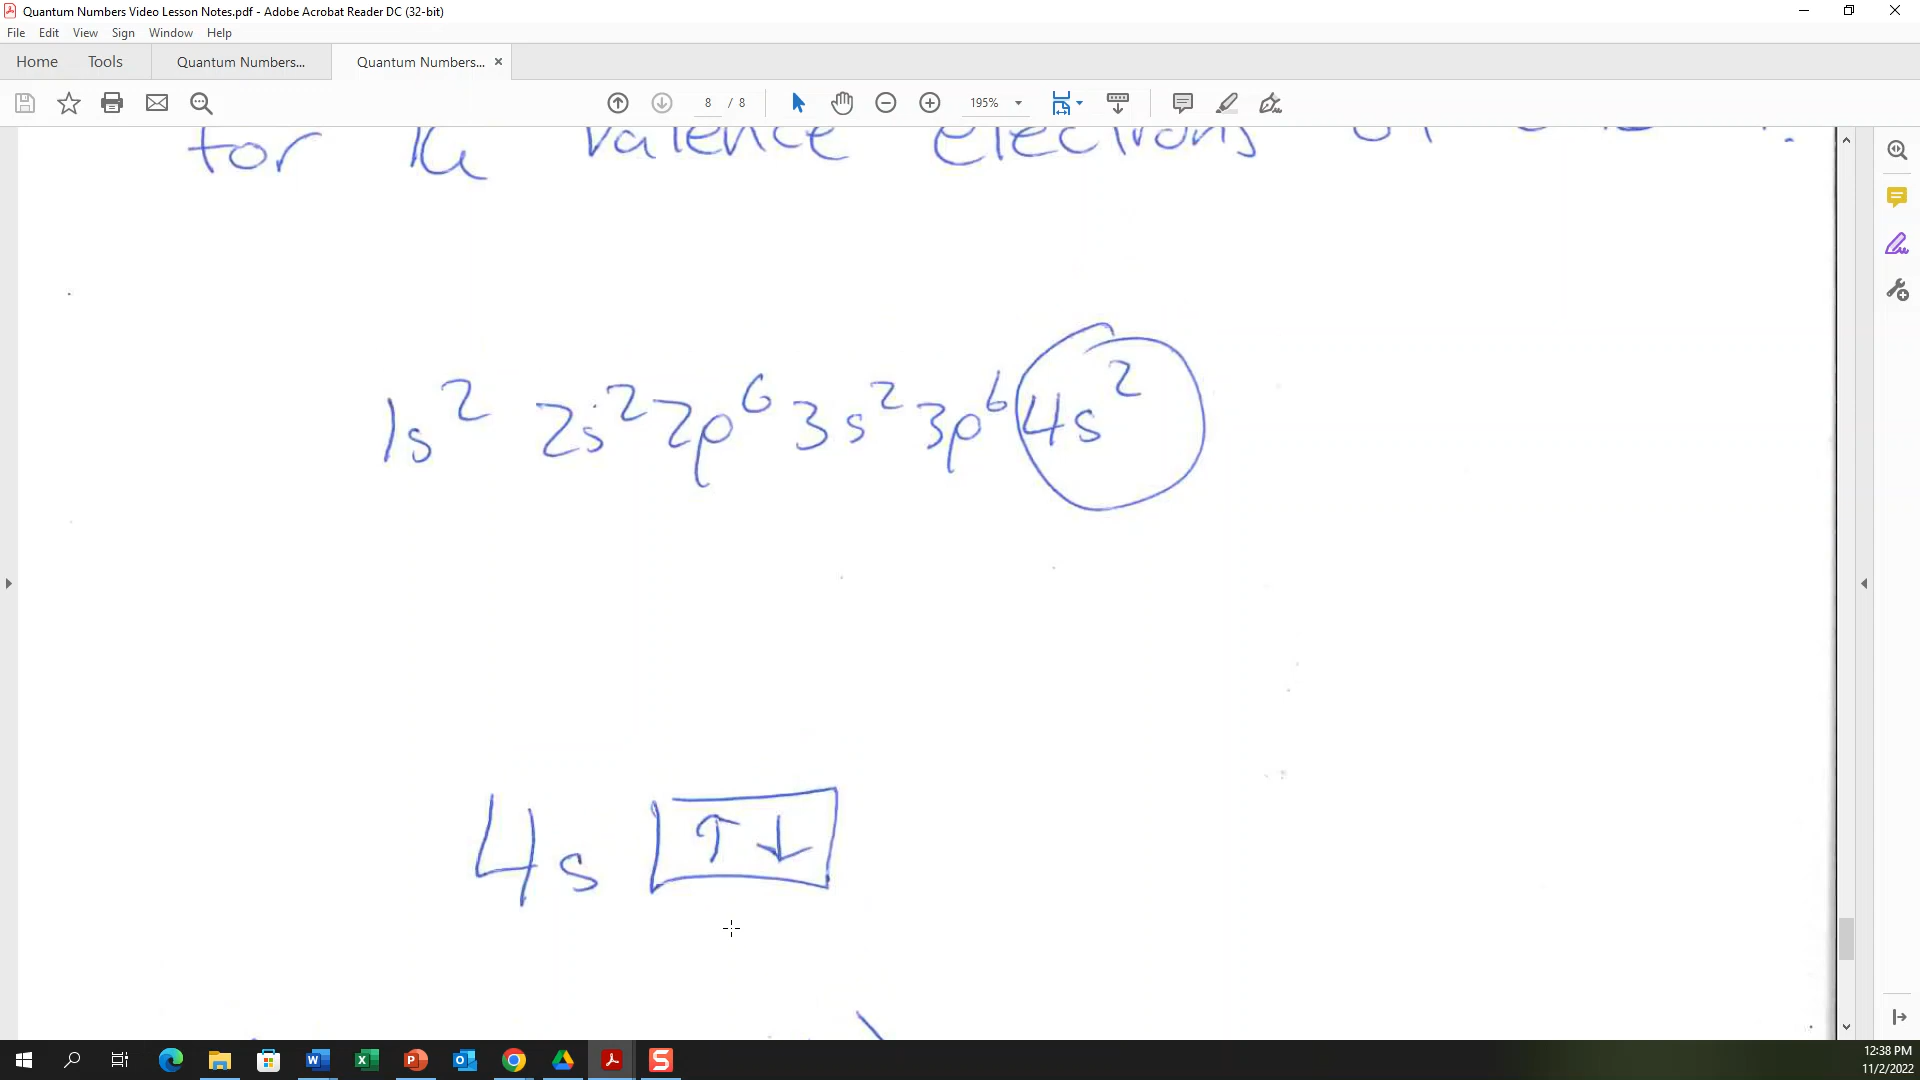 Quantum Numbers Video Lesson Notes.pdf - Adobe Acrobat Reader DC (32-bit)
File Edit View Sign Window Help
Home Tools Quantum Numbers... Quantum Numbers...
8 / 8 195%
for the valence electrons of
1s² 2s² 2p⁶ 3s² 3p⁶ 4s²
4s ↑↓
12:38 PM
11/2/2022